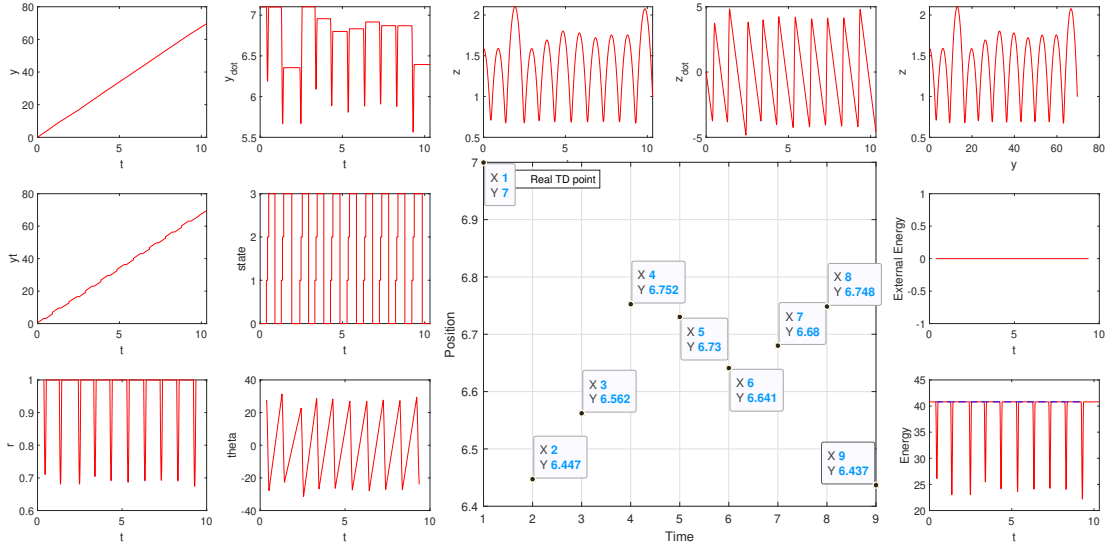 80
60
40
20
0
0
5
10
y
t
7
6.5
6
5.5
0
5
10
y_dot
t
2
1.5
1
0.5
0
5
10
z
t
5
0
-5
0
5
10
z_dot
t
2
1.5
1
0.5
0
20
40
60
80
z
y
80
60
40
20
0
0
5
10
yt
t
3
2
1
0
0
5
10
state
t
7
6.9
6.8
6.7
6.6
6.5
6.4
1
2
3
4
5
6
7
8
9
Position
Time
Real TD point
X 1
Y 7
X 2
Y 6.447
X 3
Y 6.562
X 4
Y 6.752
X 5
Y 6.73
X 6
Y 6.641
X 7
Y 6.68
X 8
Y 6.748
X 9
Y 6.437
1
0.5
0
-0.5
-1
0
5
10
External Energy
t
1
0.9
0.8
0.7
0.6
0
5
10
r
t
40
20
0
-20
-40
0
5
10
theta
t
45
40
35
30
25
20
0
5
10
Energy
t